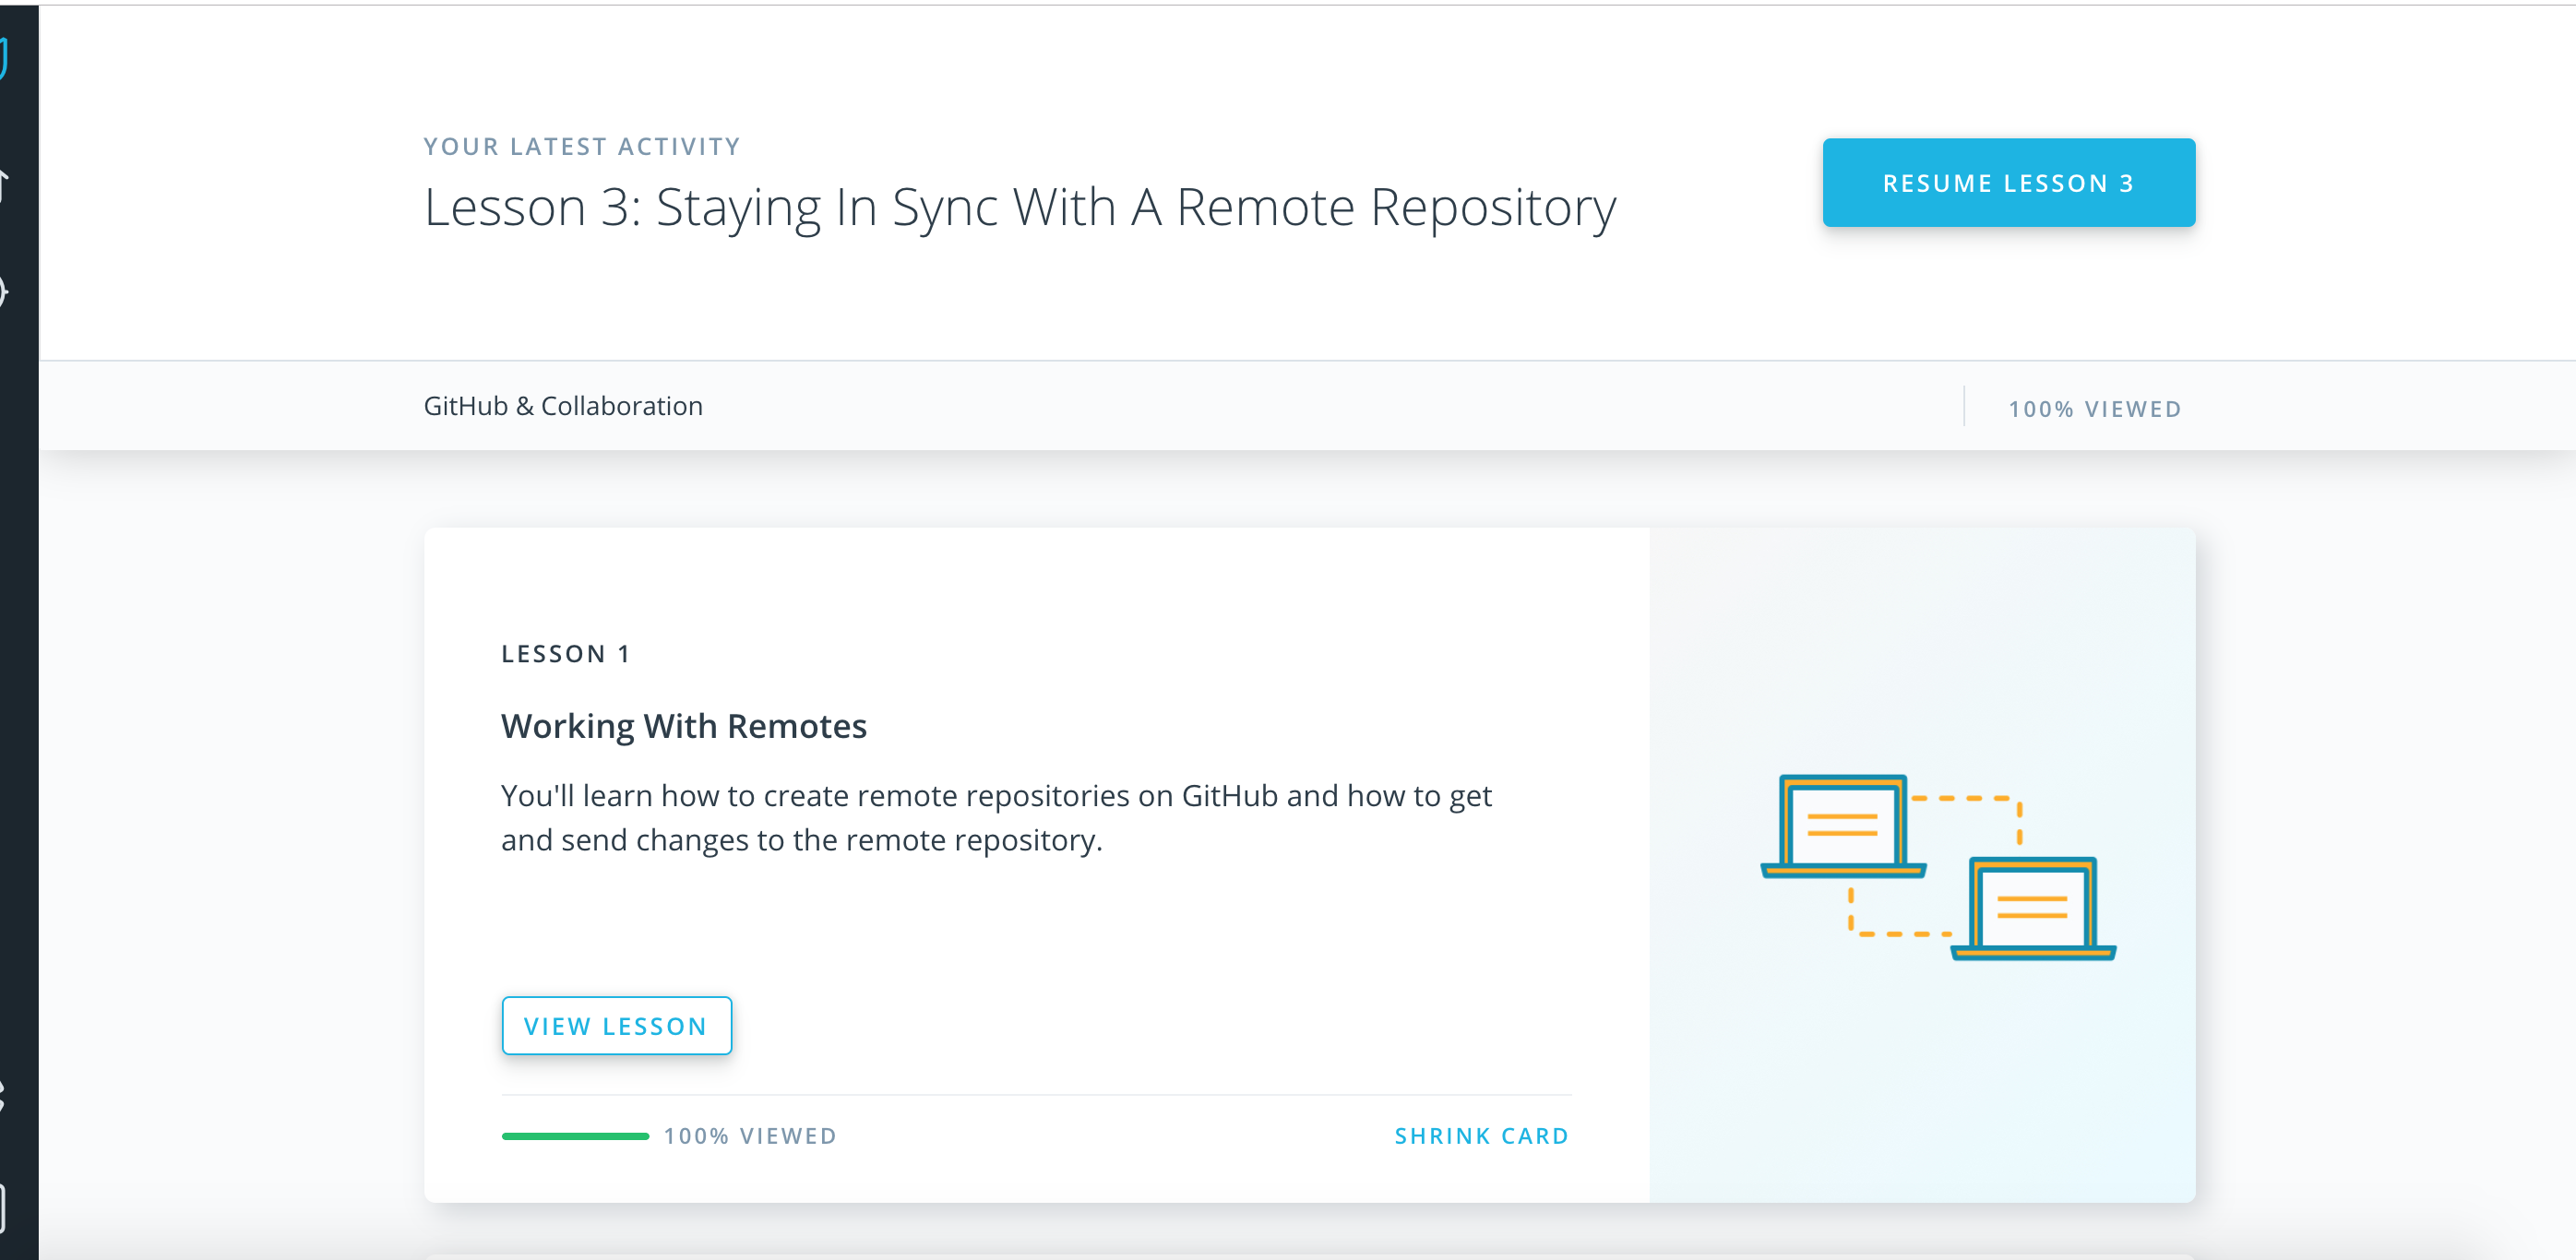 YOUR LATEST ACTIVITY
Lesson 3: Staying In Sync With A Remote Repository
RESUME LESSON 3
GitHub & Collaboration
100% VIEWED
LESSON 1
Working With Remotes
You'll learn how to create remote repositories on GitHub and how to get
and send changes to the remote repository.
VIEW LESSON
100% VIEWED
SHRINK CARD